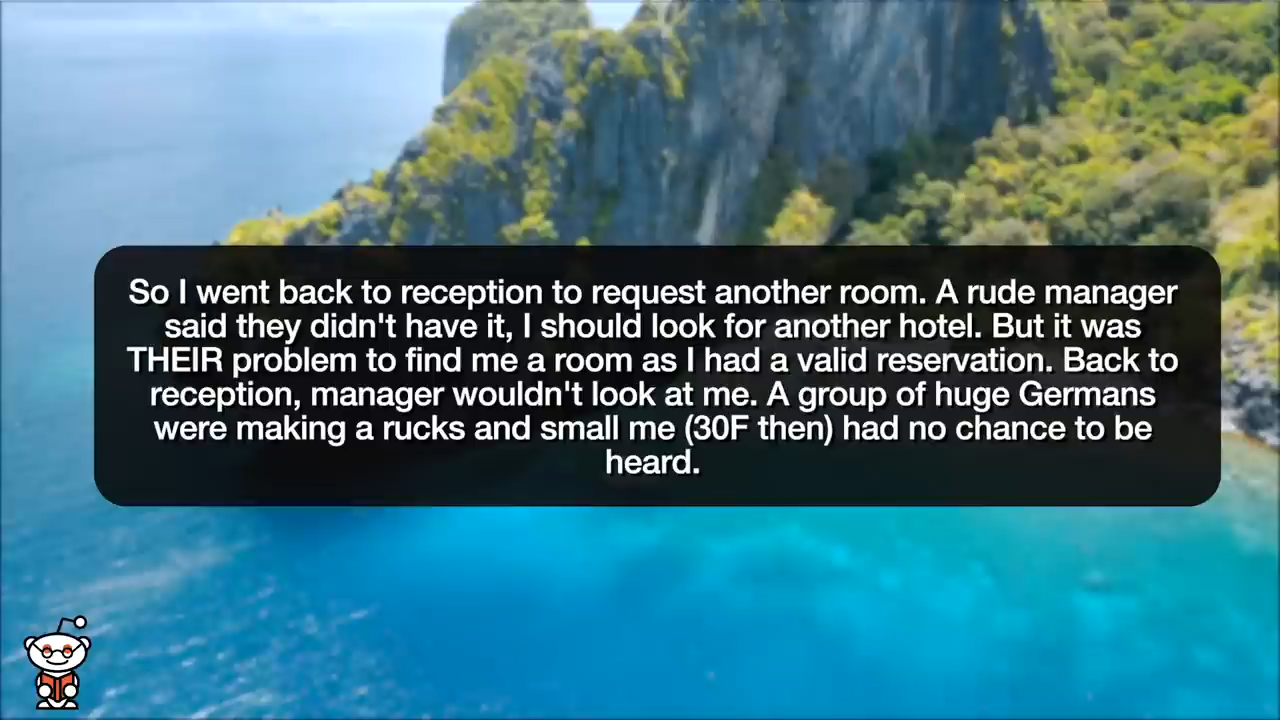 So I went back to reception to request another room. A rude manager
said they didn't have it, I should look for another hotel. But it was
THEIR problem to find me a room as I had a valid reservation. Back to
reception, manager wouldn't look at me. A group of huge Germans
were making a rucks and small me (30F then) had no chance to be
heard.